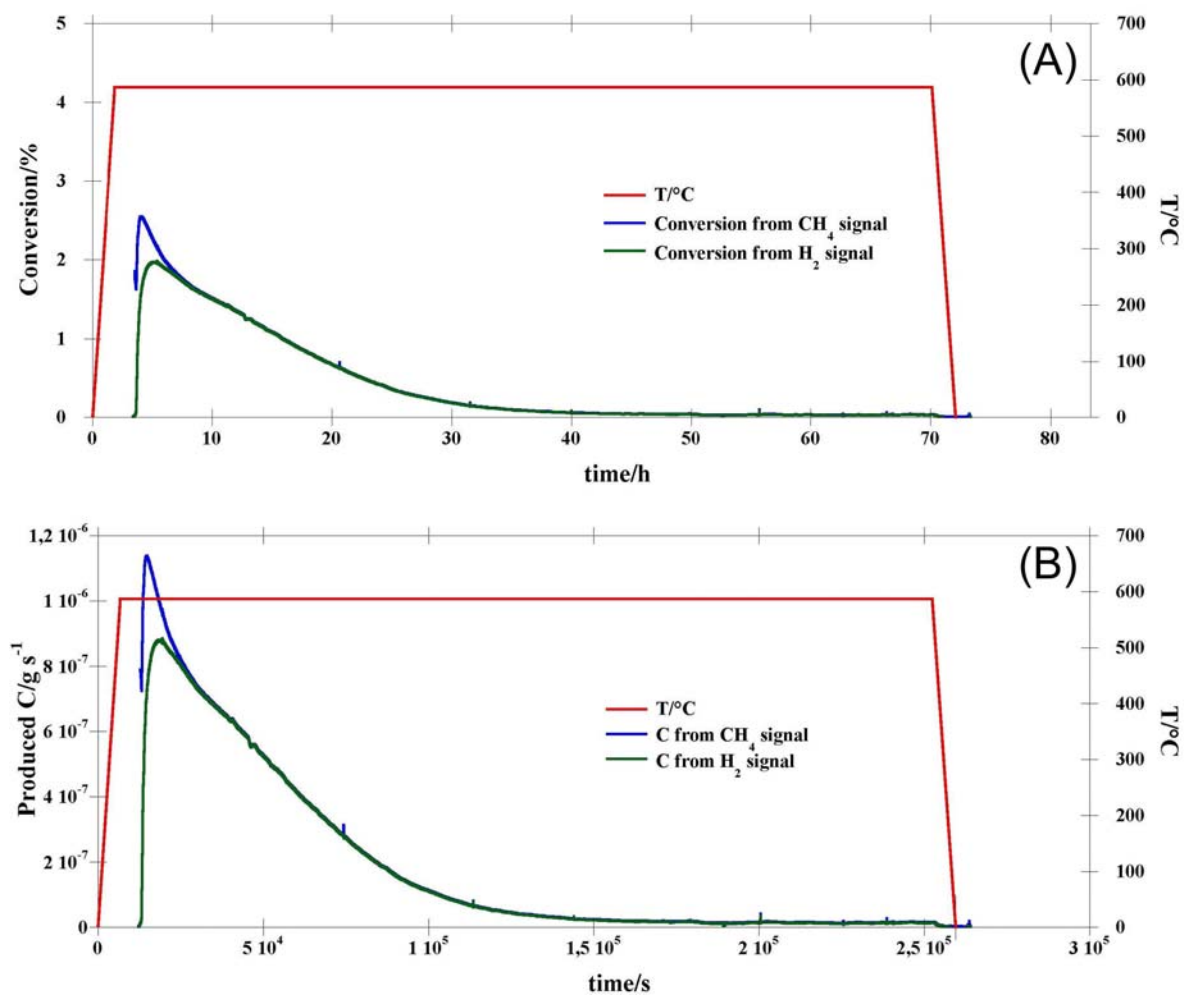 (A)
5
4
3
2
1
0
Conversion/%
700
600
500
400
300
200
100
0
T/°C
T/°C
Conversion from CH4 signal
Conversion from H2 signal
0 10 20 30 40 50 60 70 80
time/h
(B)
1,2 10-6
1 10-6
8 10-7
6 10-7
4 10-7
2 10-7
0
Produced C/g s-1
700
600
500
400
300
200
100
0
T/°C
T/°C
C from CH4 signal
C from H2 signal
0 5 104 1 105 1,5 105 2 105 2,5 105 3 105
time/s